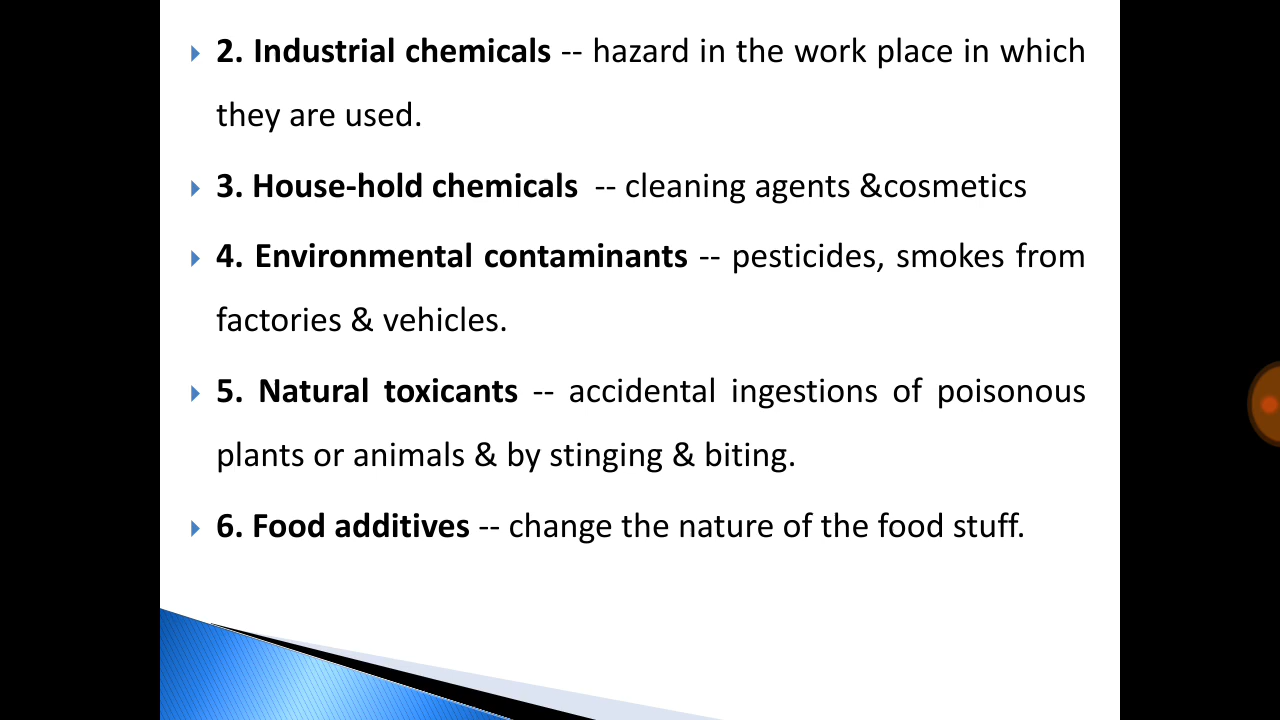 2. Industrial chemicals -- hazard in the work place in which
they are used.
3. House-hold chemicals -- cleaning agents &cosmetics
4. Environmental contaminants -- pesticides, smokes from
factories & vehicles.
5. Natural toxicants -- accidental ingestions of poisonous
plants or animals & by stinging & biting.
6. Food additives -- change the nature of the food stuff.